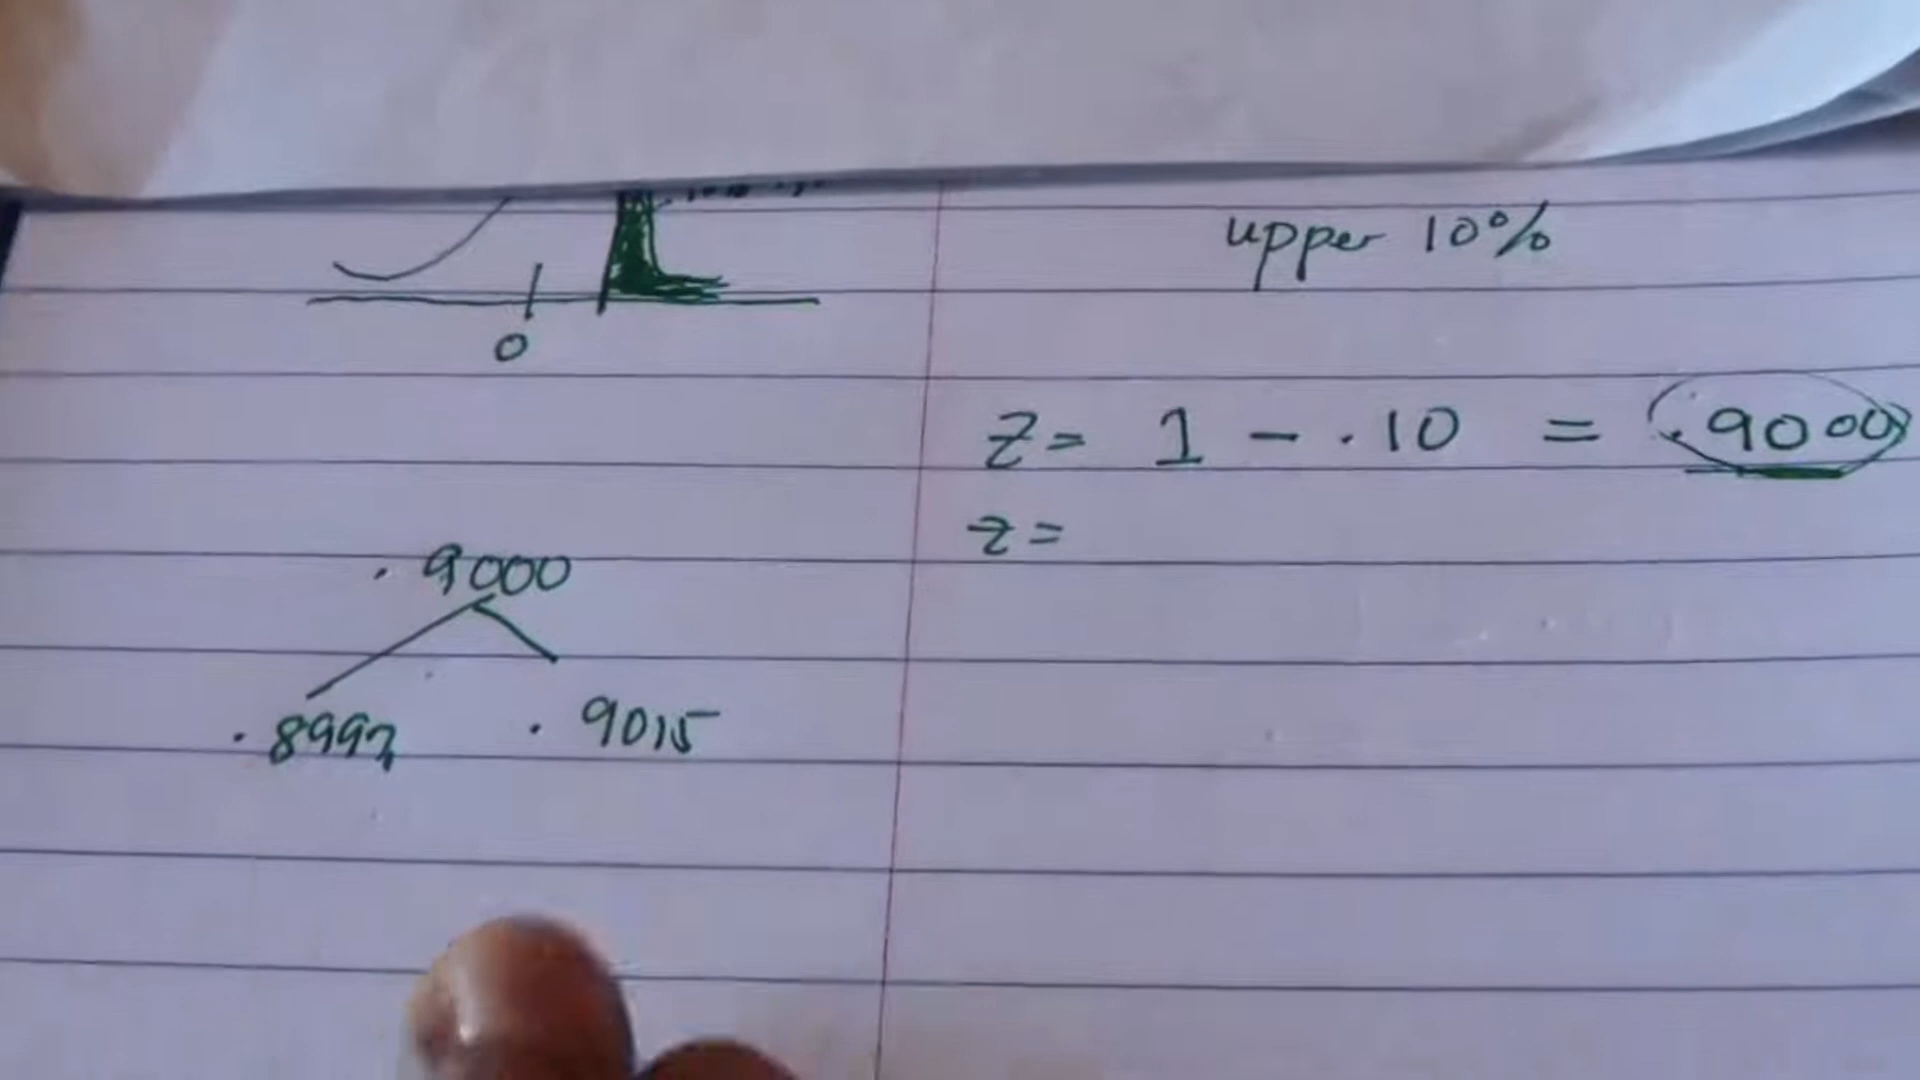 upper 10%
0
Z = 1 - .10 = .9000
z =
.9000
.8997 .9015